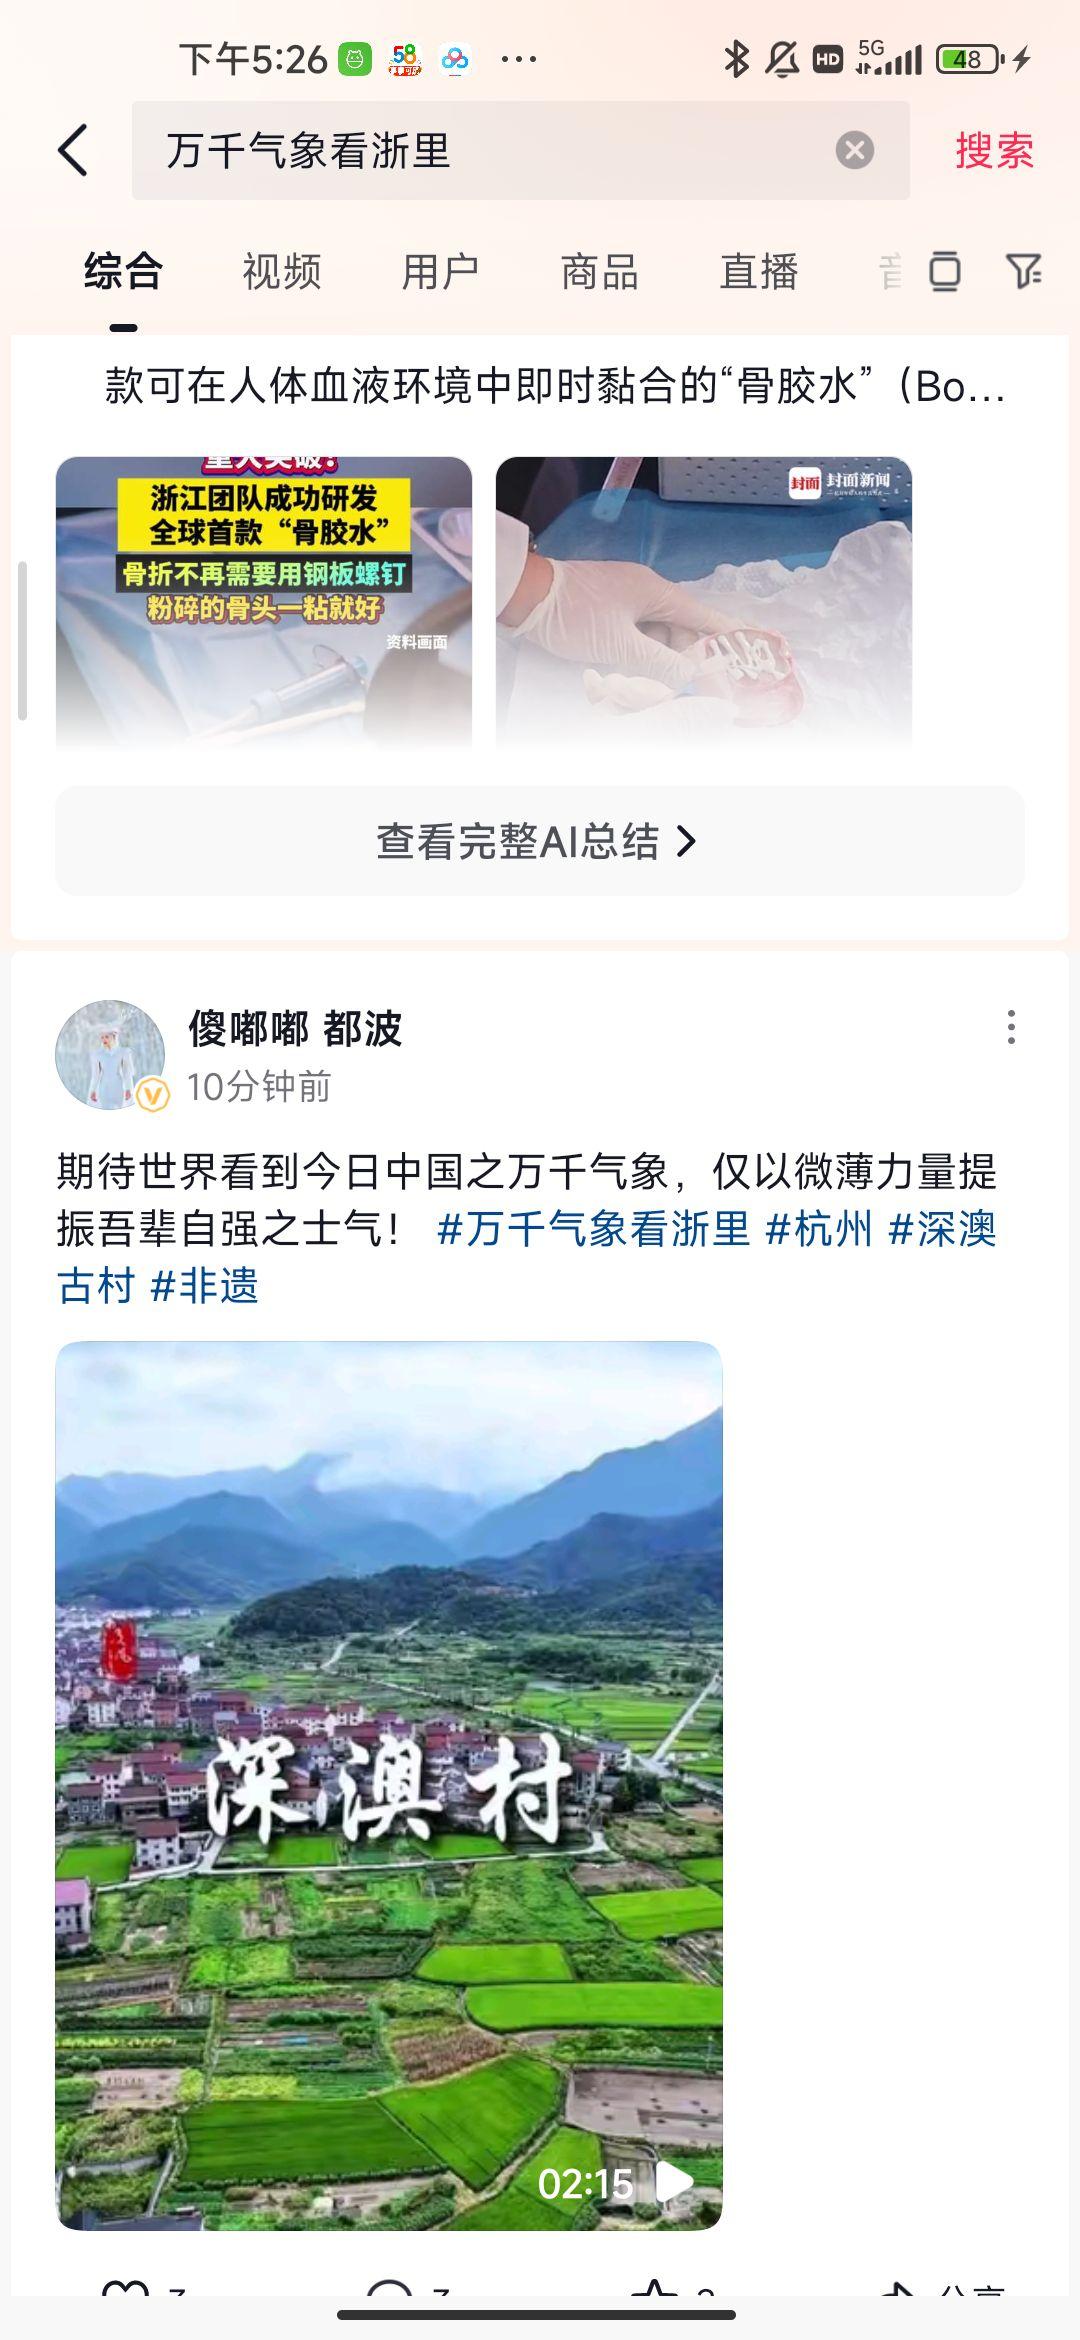 下午5:26
58
HD
5G
48
万千气象看浙里
搜索
综合
视频
用户
商品
直播
款可在人体血液环境中即时黏合的“骨胶水”（Bo...
重大突破！
浙江团队成功研发
全球首款“骨胶水”
骨折不再需要用钢板螺钉
粉碎的骨头一粘就好
资料画面
封面
封面新闻
查看完整AI总结
傻嘟嘟 都波
10分钟前
期待世界看到今日中国之万千气象，仅以微薄力量提
振吾辈自强之士气！ #万千气象看浙里 #杭州 #深澳
古村 #非遗
深澳村
02:15
分享